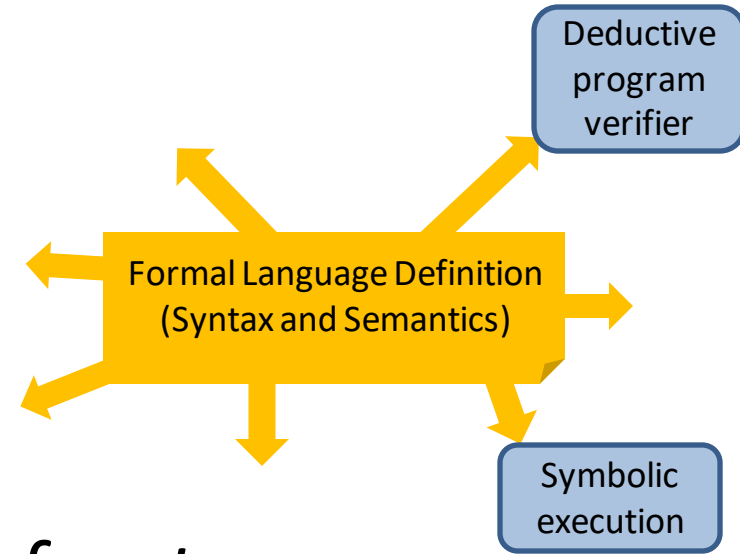 Deductive
program
verifier
Formal Language Definition
(Syntax and Semantics)
Symbolic
execution